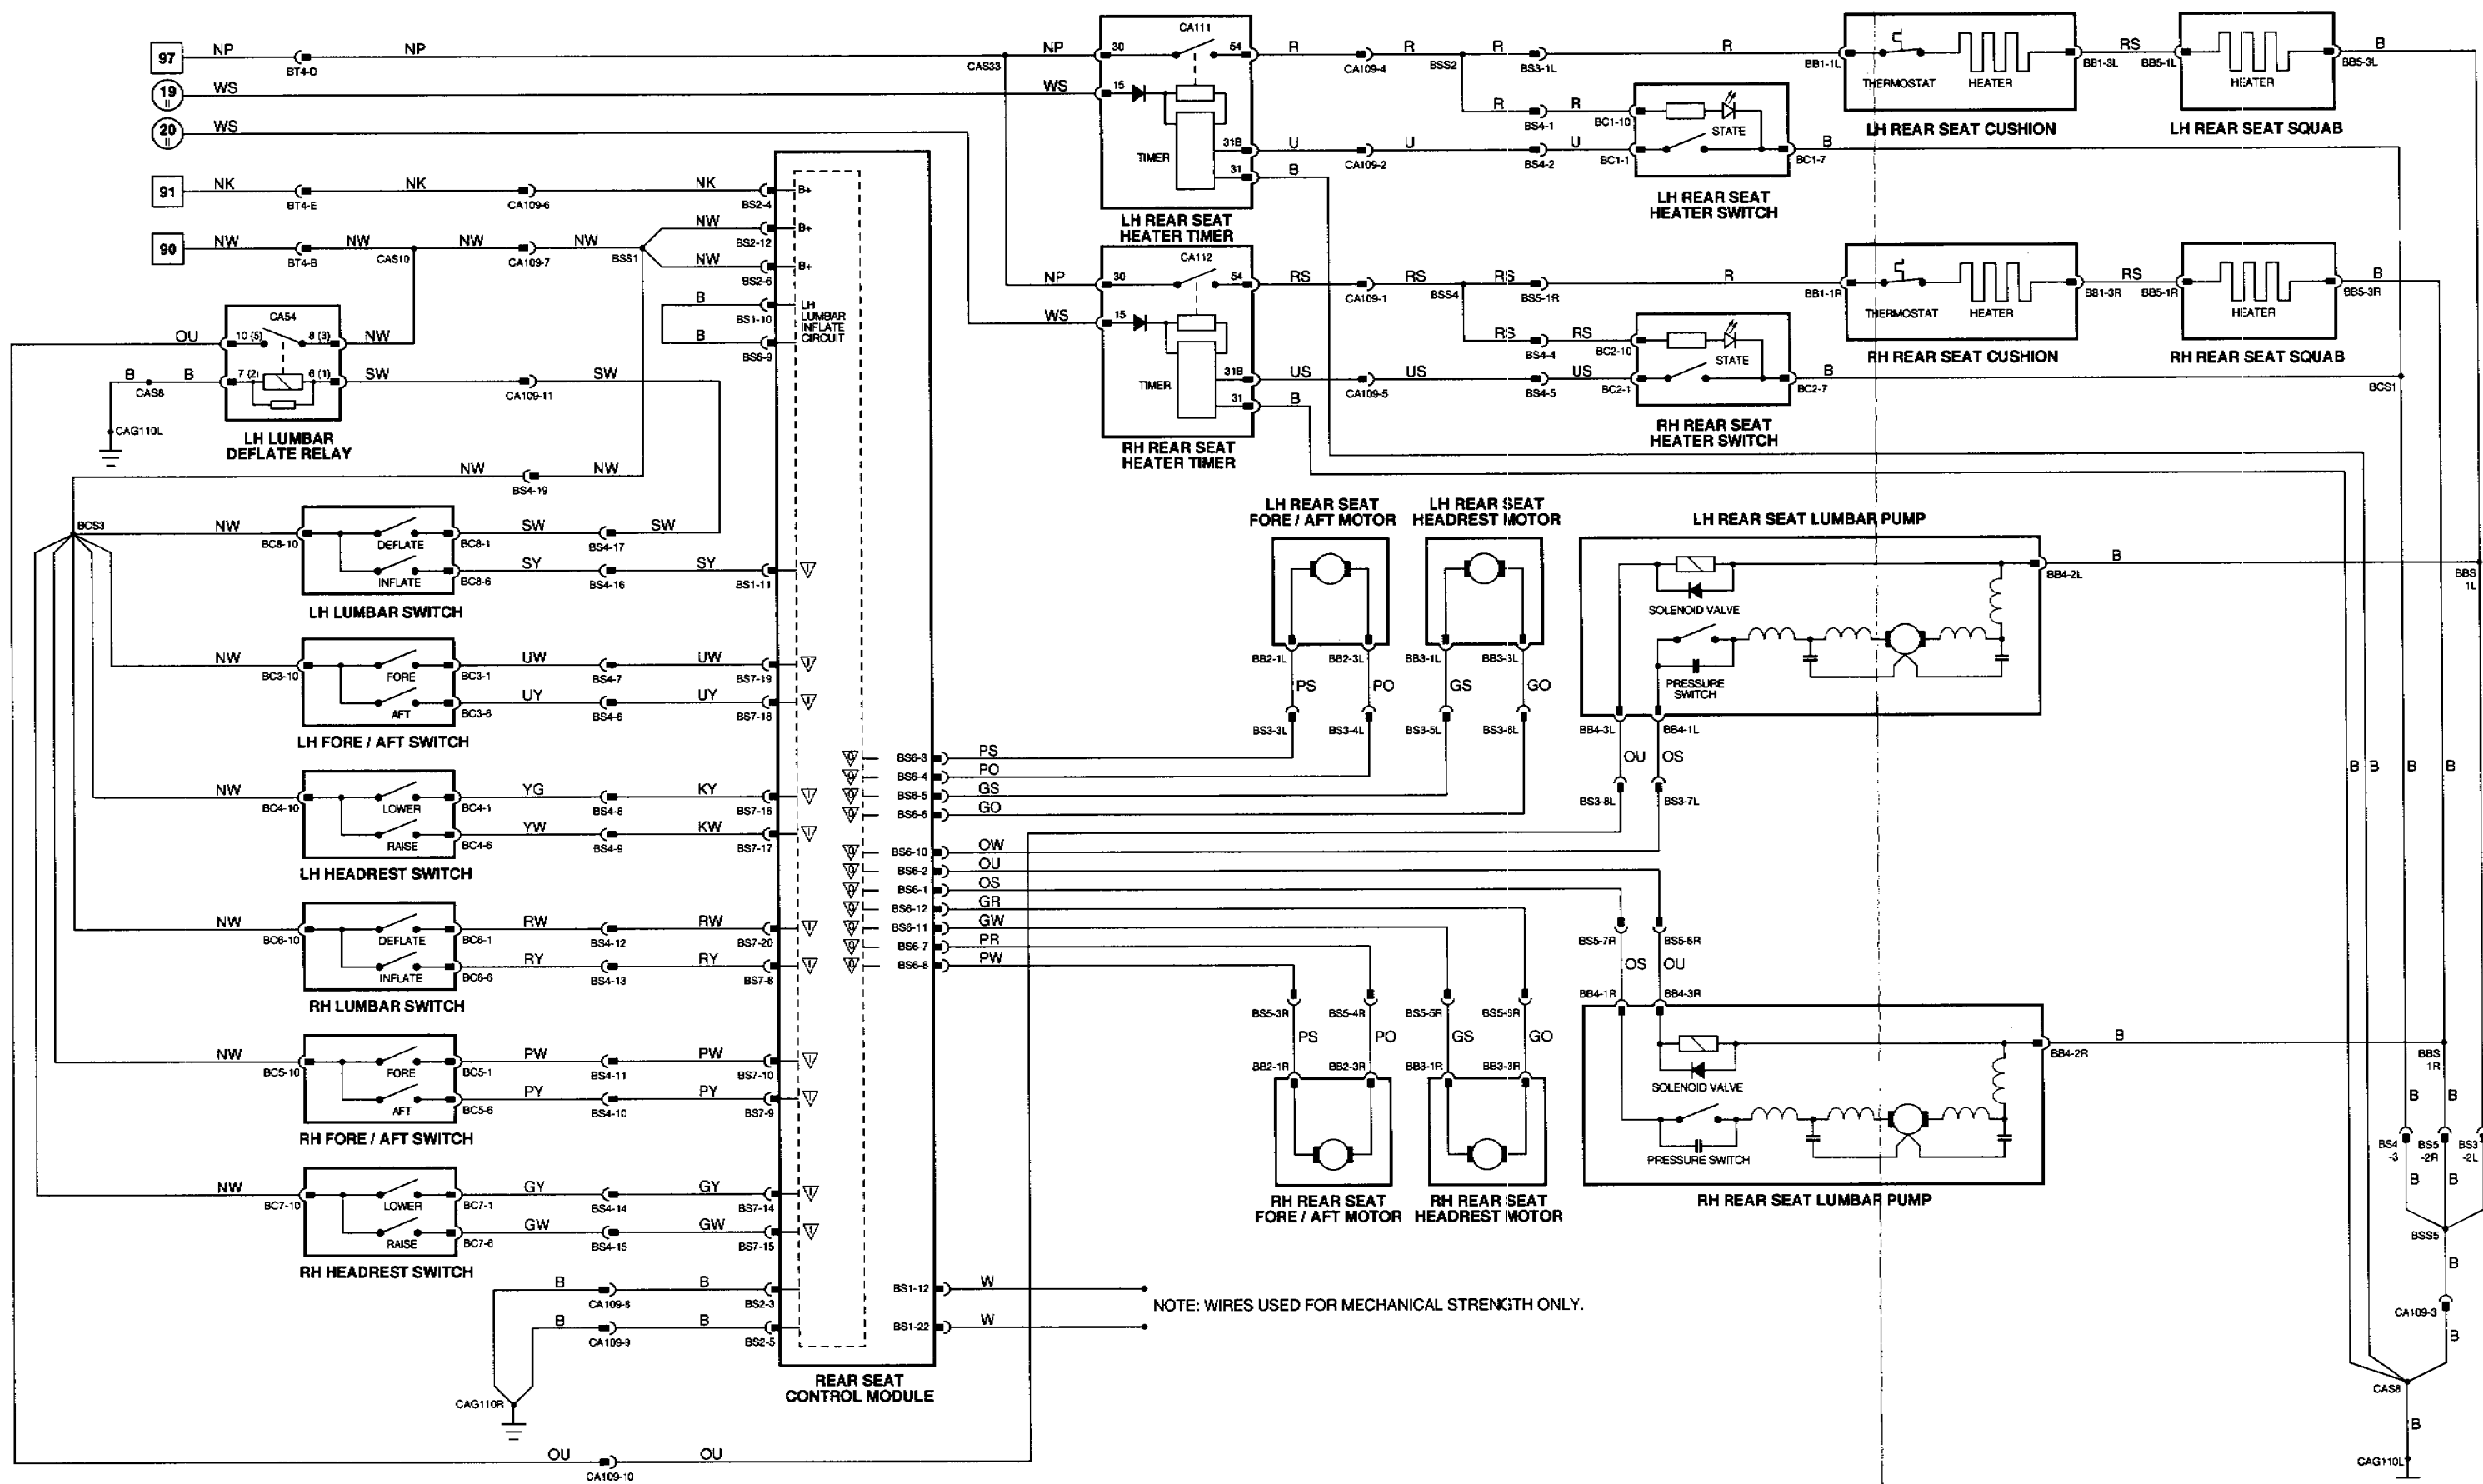 97 NP BT4-D NP CAS33 NP
19 II WS WS
20 II WS WS
CA111
30 54
15
TIMER
31B
31
LH REAR SEAT
HEATER TIMER
R CA109-4 R BSS2 R BS3-1L R BB1-1L
THERMOSTAT HEATER
LH REAR SEAT CUSHION
BB1-3L RS BB5-1L
HEATER
LH REAR SEAT SQUAB
BB5-3L B
R BS4-1 R BC1-10
STATE
U CA109-2 U BS4-2 U BC1-1 BC1-7 B
B
LH REAR SEAT
HEATER SWITCH
91 NK BT4-E NK CA109-6 NK BS2-4 B+
90 NW BT4-B NW CAS10 NW CA109-7 NW BSS1
NW BS2-12 B+
NW BS2-6 B+
B BS1-10
B BS6-9
LH
LUMBAR
INFLATE
CIRCUIT
CA54
OU 10 (5) 8 (3) NW
B CAS8 B 7 (2) 6 (1) SW CA109-11 SW
CAG110L
LH LUMBAR
DEFLATE RELAY
NW BS4-19 NW
CA112
NP 30 54
WS 15
TIMER
31B
31
RH REAR SEAT
HEATER TIMER
RS CA109-1 RS BSS4 RS BS5-1R R BB1-1R
THERMOSTAT HEATER
RH REAR SEAT CUSHION
BB1-3R RS BB5-1R
HEATER
RH REAR SEAT SQUAB
BB5-3R B
RS BS4-4 RS BC2-10
STATE
US CA109-5 US BS4-5 US BC2-1 BC2-7 B BCS1
B
RH REAR SEAT
HEATER SWITCH
BCS3
NW BC8-10 DEFLATE BC8-1 SW BS4-17 SW
INFLATE BC8-6 SY BS4-16 SY BS1-11 I
LH LUMBAR SWITCH
NW BC3-10 FORE BC3-1 UW BS4-7 UW BS7-19 I
AFT BC3-6 UY BS4-6 UY BS7-18 I
LH FORE / AFT SWITCH
NW BC4-10 LOWER BC4-1 YG BS4-8 KY BS7-16 I
RAISE BC4-6 YW BS4-9 KW BS7-17 I
LH HEADREST SWITCH
NW BC6-10 DEFLATE BC6-1 RW BS4-12 RW BS7-20 I
INFLATE BC6-6 RY BS4-13 RY BS7-8 I
RH LUMBAR SWITCH
NW BC5-10 FORE BC5-1 PW BS4-11 PW BS7-10 I
AFT BC5-6 PY BS4-10 PY BS7-9 I
RH FORE / AFT SWITCH
NW BC7-10 LOWER BC7-1 GY BS4-14 GY BS7-14 I
RAISE BC7-6 GW BS4-15 GW BS7-15 I
RH HEADREST SWITCH
B CA109-8 B BS2-3
B CA109-9 B BS2-5
CAG110R
OU CA109-10 OU
O BS6-3 PS
O BS6-4 PO
O BS6-5 GS
O BS6-6 GO
O BS6-10 OW
O BS6-2 OU
O BS6-1 OS
O BS6-12 GR
O BS6-11 GW
O BS6-7 PR
O BS6-8 PW
BS1-12 W
BS1-22 W
NOTE: WIRES USED FOR MECHANICAL STRENGTH ONLY.
REAR SEAT
CONTROL MODULE
LH REAR SEAT
FORE / AFT MOTOR
BB2-1L BB2-3L
PS PO
BS3-3L BS3-4L
LH REAR SEAT
HEADREST MOTOR
BB3-1L BB3-3L
GS GO
BS3-5L BS3-6L
LH REAR SEAT LUMBAR PUMP
SOLENOID VALVE
PRESSURE
SWITCH
BB4-2L B BBS
1L
BB4-3L BB4-1L
OU OS
BS3-8L BS3-7L
B B B B
BS5-7R BS5-8R
OS OU
BB4-1R BB4-3R
SOLENOID VALVE
PRESSURE SWITCH
BB4-2R B BBS
1R
RH REAR SEAT LUMBAR PUMP
BS5-3R BS5-4R BS5-5R BS5-6R
PS PO GS GO
BB2-1R BB2-3R BB3-1R BB3-3R
RH REAR SEAT
FORE / AFT MOTOR
RH REAR SEAT
HEADREST MOTOR
B B
BS4
-3
BS5
-2R
BS3
-2L
B B
BSS5
B
CA109-3
B
CAS8
B
CAG110L